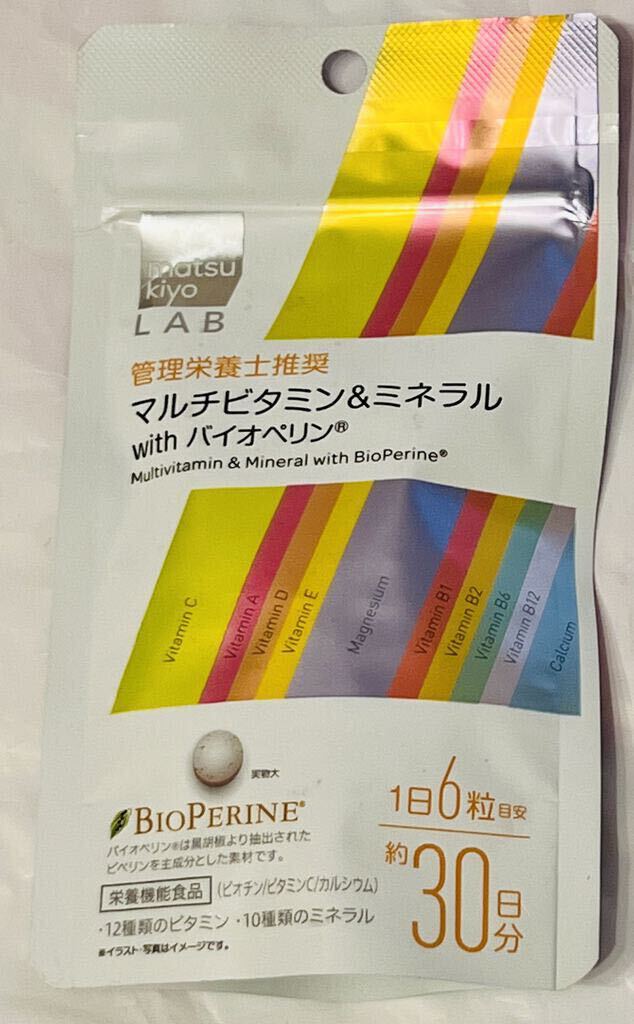 matsu
kiyo
LAB
管理栄養士推奨
マルチビタミン&ミネラル
with バイオペリン®
Multivitamin & Mineral with BioPerine®
Vitamin C
Vitamin A
Vitamin D
Vitamin E
Magnesium
Vitamin B1
Vitamin B2
Vitamin B6
Vitamin B12
Calcium
実物大
BIOPERINE®
バイオペリン®は黒胡椒より抽出された
ピペリンを主成分とした素材です。
栄養機能食品 (ビオチン/ビタミンC/カルシウム)
・12種類のビタミン ・10種類のミネラル
※イラスト・写真はイメージです。
1日6粒目安
約30日分